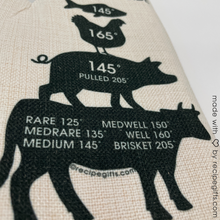 145°
165°
145°
PULLED 205°
RARE 125° MEDWELL 150°
MEDRARE 135° WELL 160°
MEDIUM 145° BRISKET 205°
©recipegifts.com
made with ♡ @ recipegifts.com